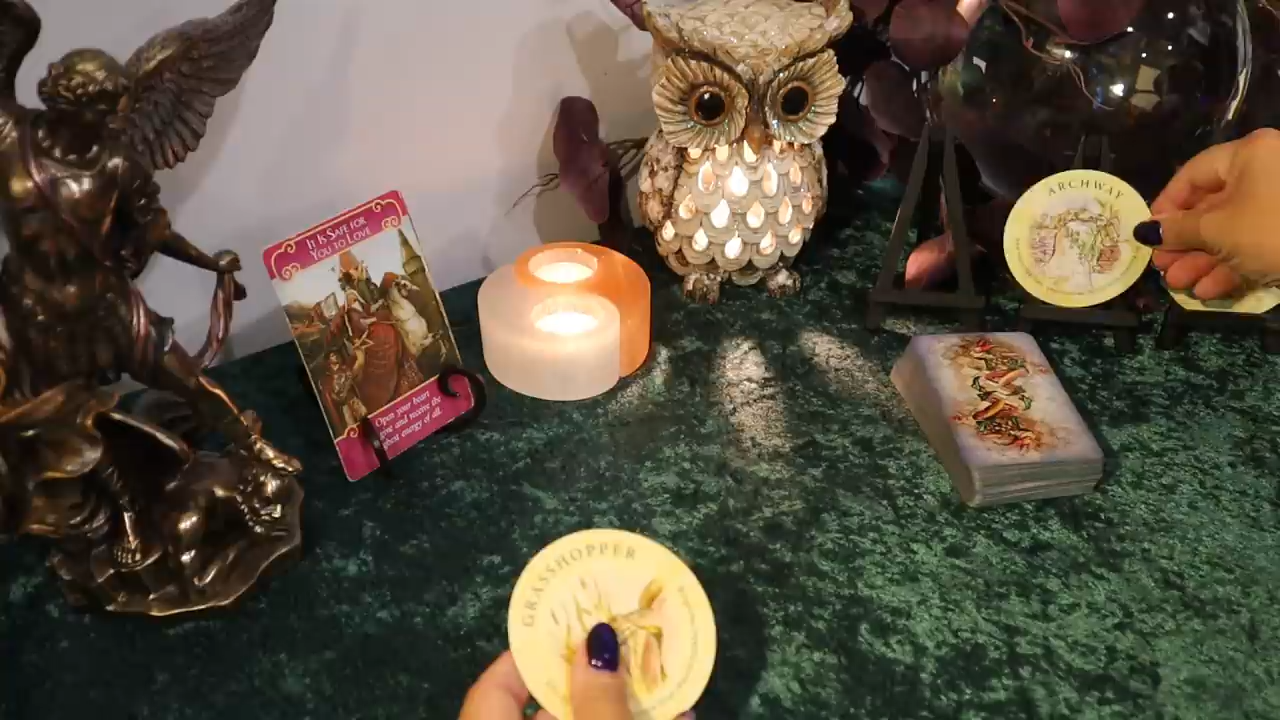 IT IS SAFE FOR
YOU TO LOVE
Open your heart
and receive the
energy of all.
ARCHWAY
GRASSHOPPER